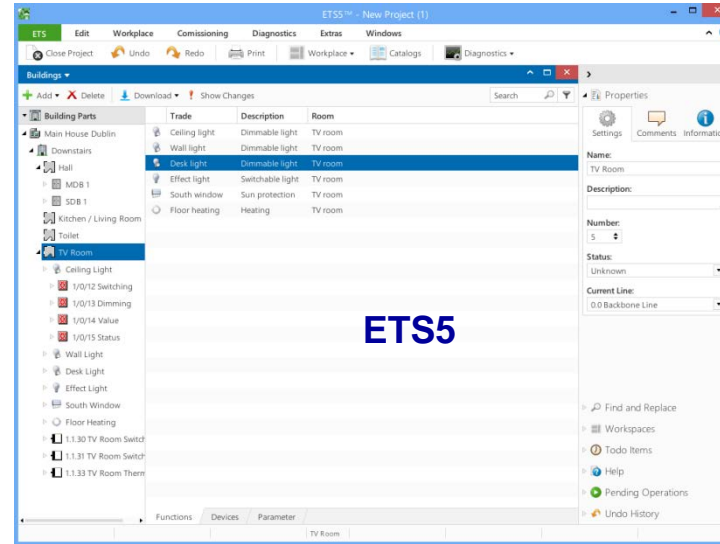 ETS5™ - New Project (1)
ETS Edit Workplace Comissioning Diagnostics Extras Windows
Close Project Undo Redo Print Workplace Catalogs Diagnostics
Buildings
Add Delete Download Show Changes Search
Building Parts
Main House Dublin
Downstairs
Hall
MDB 1
SDB 1
Kitchen / Living Room
Toilet
TV Room
Ceiling Light
1/0/12 Switching
1/0/13 Dimming
1/0/14 Value
1/0/15 Status
Wall Light
Desk Light
Effect Light
South Window
Floor Heating
1.1.30 TV Room Switch
1.1.31 TV Room Switch
1.1.33 TV Room Therm
Trade Description Room
Ceiling light Dimmable light TV room
Wall light Dimmable light TV room
Desk light Dimmable light TV room
Effect light Switchable light TV room
South window Sun protection TV room
Floor heating Heating TV room
ETS5
Functions Devices Parameter
Properties
Settings Comments Informatio
Name:
TV Room
Description:
Number:
5
Status:
Unknown
Current Line:
0.0 Backbone Line
Find and Replace
Workspaces
Todo Items
Help
Pending Operations
Undo History
TV Room